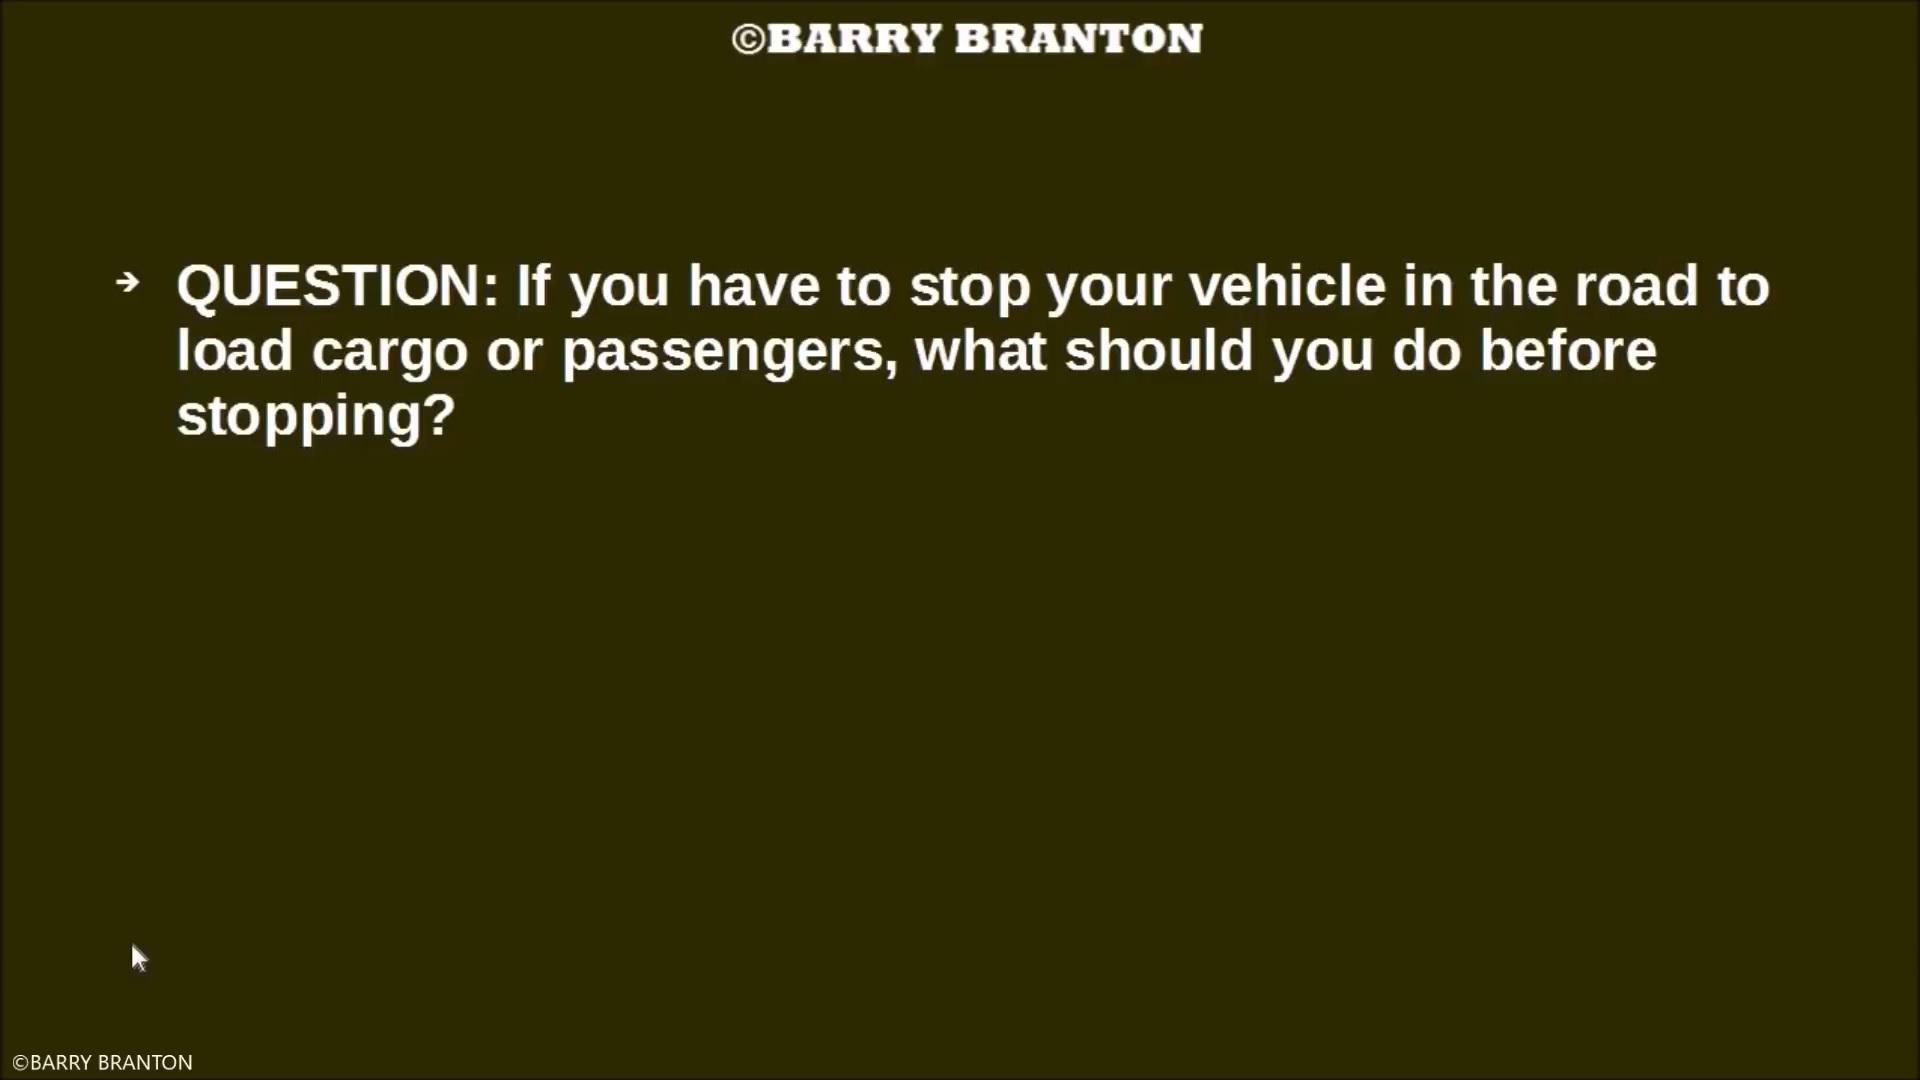 ©BARRY BRANTON
➔ QUESTION: If you have to stop your vehicle in the road to
load cargo or passengers, what should you do before
stopping?
©BARRY BRANTON